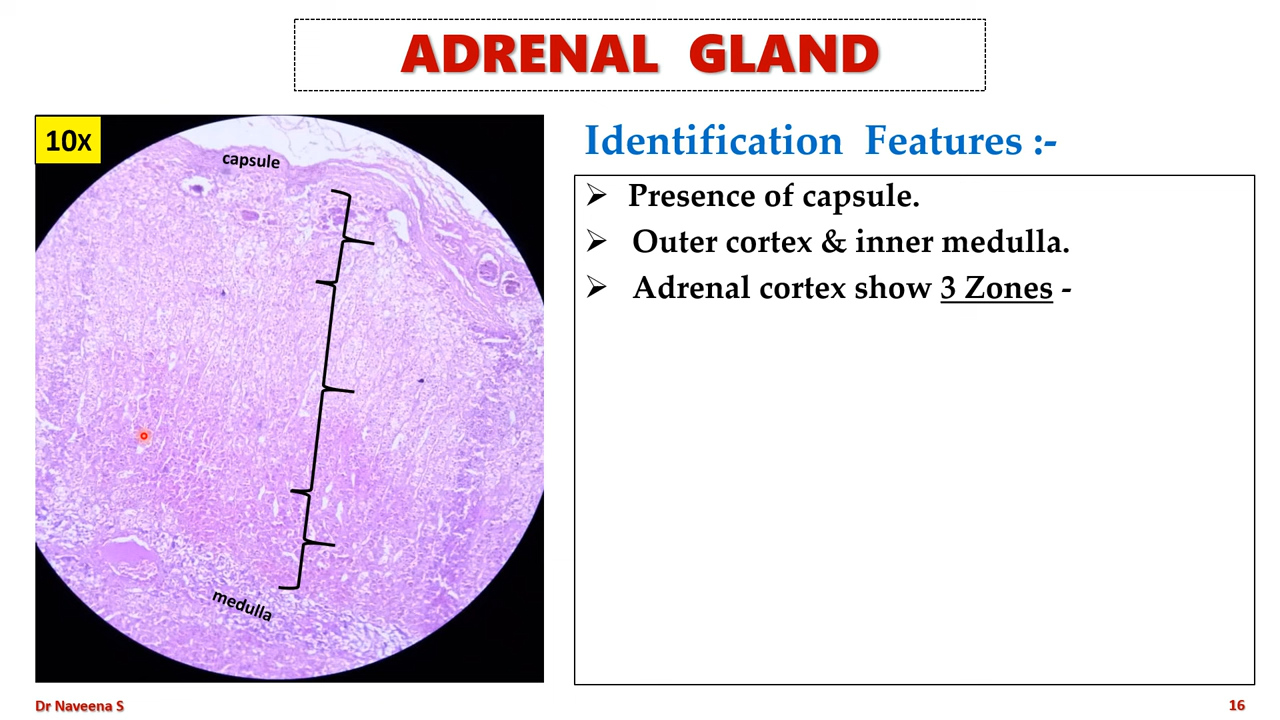 ADRENAL GLAND
10x
capsule
medulla
Identification Features :-
➢ Presence of capsule.
➢ Outer cortex & inner medulla.
➢ Adrenal cortex show 3 Zones -
Dr Naveena S
16